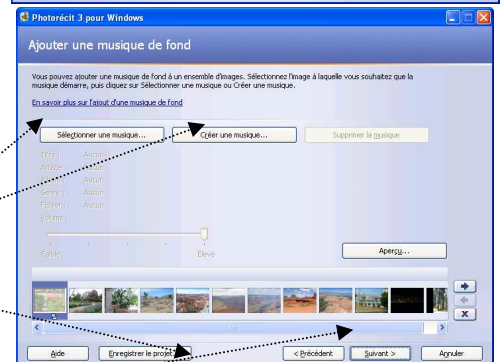 Photorécit 3 pour Windows
Ajouter une musique de fond
Vous pouvez ajouter une musique de fond à un ensemble d'images. Sélectionnez l'image à laquelle vous souhaitez que la
musique démarre, puis cliquez sur Sélectionner une musique ou Créer une musique.
En savoir plus sur l'ajout d'une musique de fond
Sélectionner une musique... Créer une musique... Supprimer la musique
Titre : Aucun
Artiste : Aucun
Aucun
Genre : Aucun
Fichier : Aucun
Volume :
Faible Élevé
Aperçu...
Aide Enregistrer le projet < Précédent Suivant > Annuler